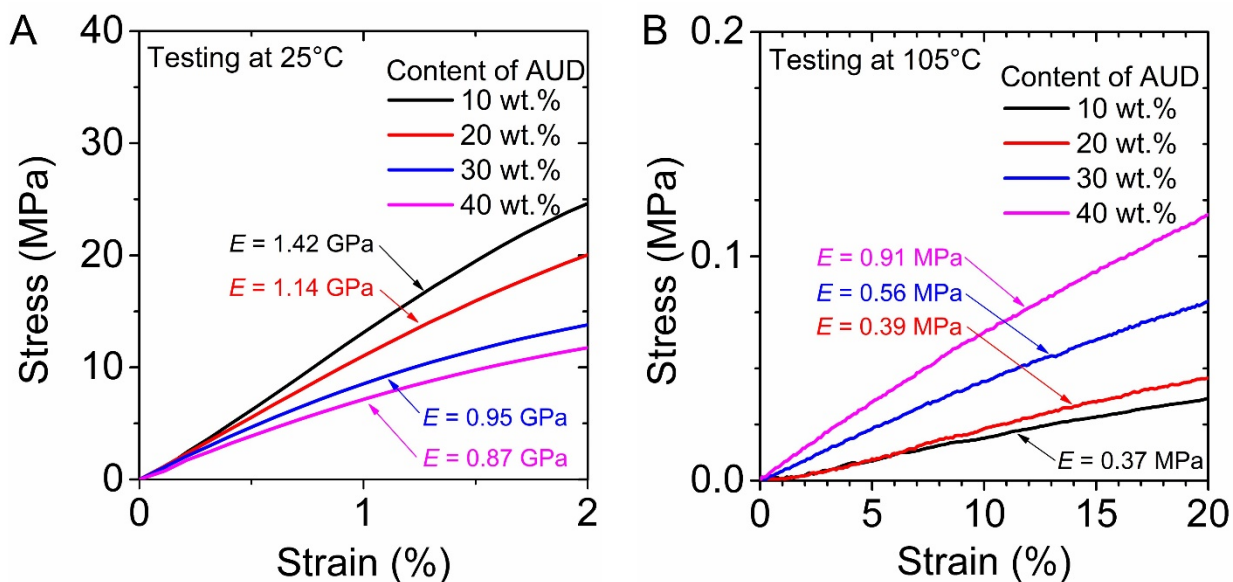 A
Testing at 25°C
Content of AUD
10 wt.%
20 wt.%
30 wt.%
40 wt.%
E = 1.42 GPa
E = 1.14 GPa
E = 0.95 GPa
E = 0.87 GPa
40
30
20
10
0
0
1
2
Stress (MPa)
Strain (%)
B
Testing at 105°C
Content of AUD
10 wt.%
20 wt.%
30 wt.%
40 wt.%
E = 0.91 MPa
E = 0.56 MPa
E = 0.39 MPa
E = 0.37 MPa
0.2
0.1
0.0
0
5
10
15
20
Stress (MPa)
Strain (%)